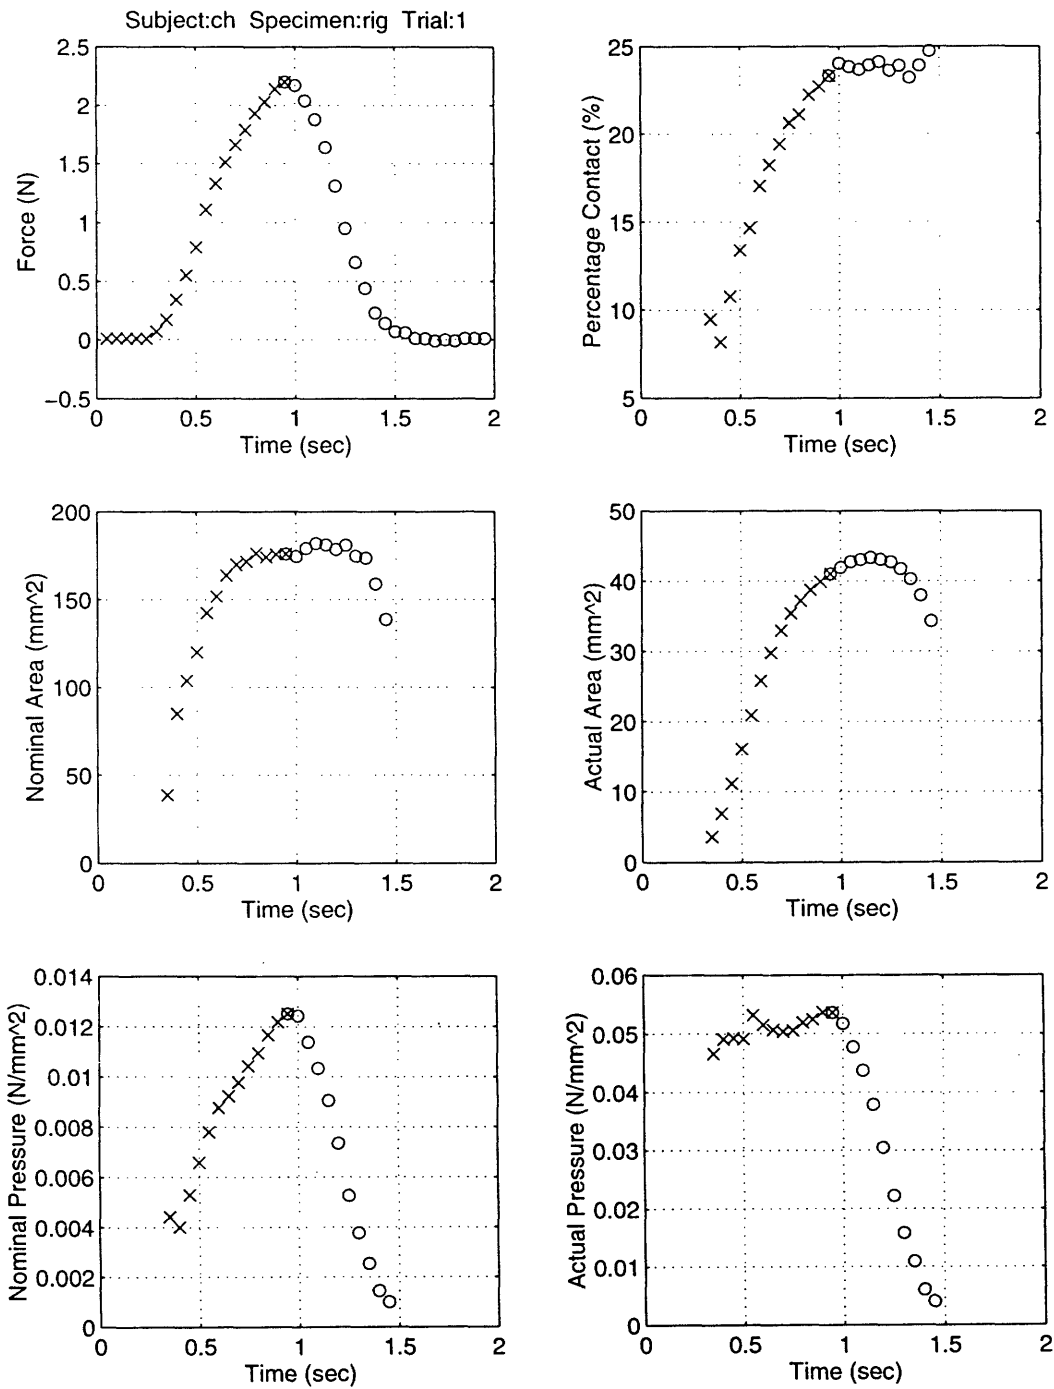 Subject:ch Specimen:rig Trial:1
2.5
2
1.5
1
0.5
0
−0.5
Force (N)
0 0.5 1 1.5 2
Time (sec)
25
20
15
10
5
Percentage Contact (%)
0 0.5 1 1.5 2
Time (sec)
200
150
100
50
0
Nominal Area (mm^2)
0 0.5 1 1.5 2
Time (sec)
50
40
30
20
10
0
Actual Area (mm^2)
0 0.5 1 1.5 2
Time (sec)
0.014
0.012
0.01
0.008
0.006
0.004
0.002
0
Nominal Pressure (N/mm^2)
0 0.5 1 1.5 2
Time (sec)
0.06
0.05
0.04
0.03
0.02
0.01
0
Actual Pressure (N/mm^2)
0 0.5 1 1.5 2
Time (sec)